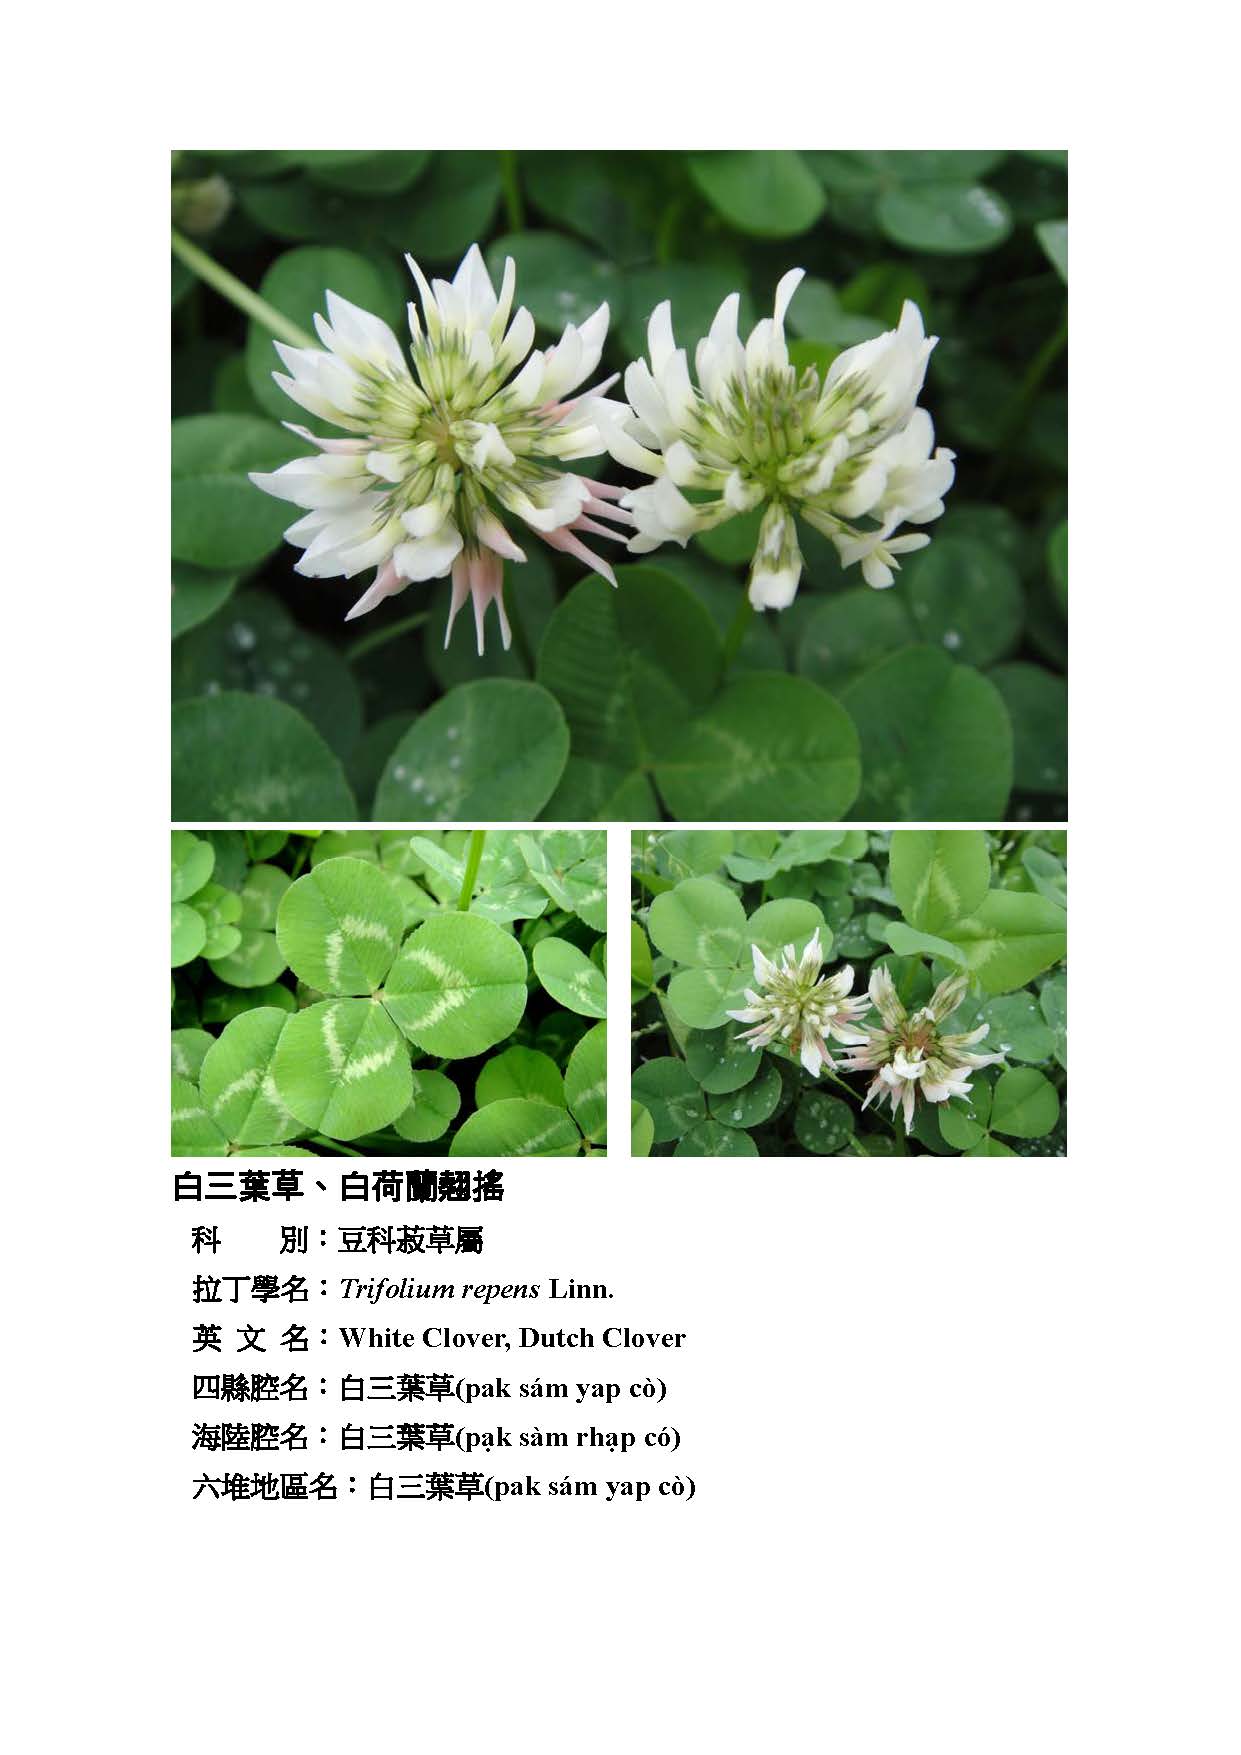 白三葉草、白荷蘭翹搖
科　　別：豆科菽草屬
拉丁學名：Trifolium repens Linn.
英 文 名：White Clover, Dutch Clover
四縣腔名：白三葉草(pak sám yap cò)
海陸腔名：白三葉草(pạk sàm rhạp có)
六堆地區名：白三葉草(pak sám yap cò)